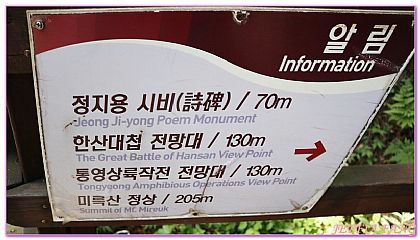 알림
Information
정지용 시비(詩碑) / 70m
Jeong Ji-yong Poem Monument
한산대첩 전망대 / 130m
The Great Battle of Hansan View Point
통영상륙작전 전망대 / 130m
Tongyeong Amphibious Operations View Point
미륵산 정상 / 205m
Summit of Mt. Mireuk